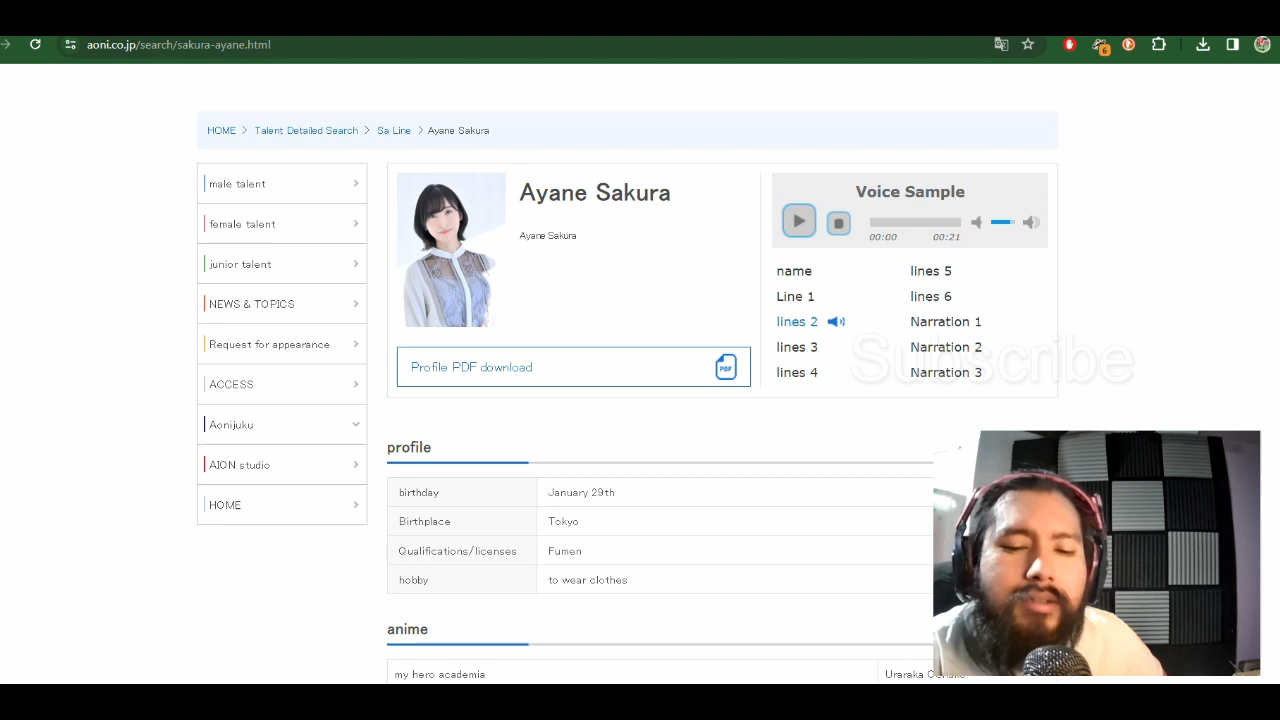 aoni.co.jp/search/sakura-ayane.html
6
HOME > Talent Detailed Search > Sa Line > Ayane Sakura
male talent
female talent
junior talent
NEWS & TOPICS
Request for appearance
ACCESS
Aonijuku
AION studio
HOME
Ayane Sakura
Ayane Sakura
Profile PDF download
PDF
Voice Sample
00:00 00:21
name lines 5
Line 1 lines 6
lines 2 Narration 1
lines 3 Narration 2
lines 4 Narration 3
Subscribe
profile
birthday January 29th
Birthplace Tokyo
Qualifications/licenses Fumen
hobby to wear clothes
anime
my hero academia Uraraka